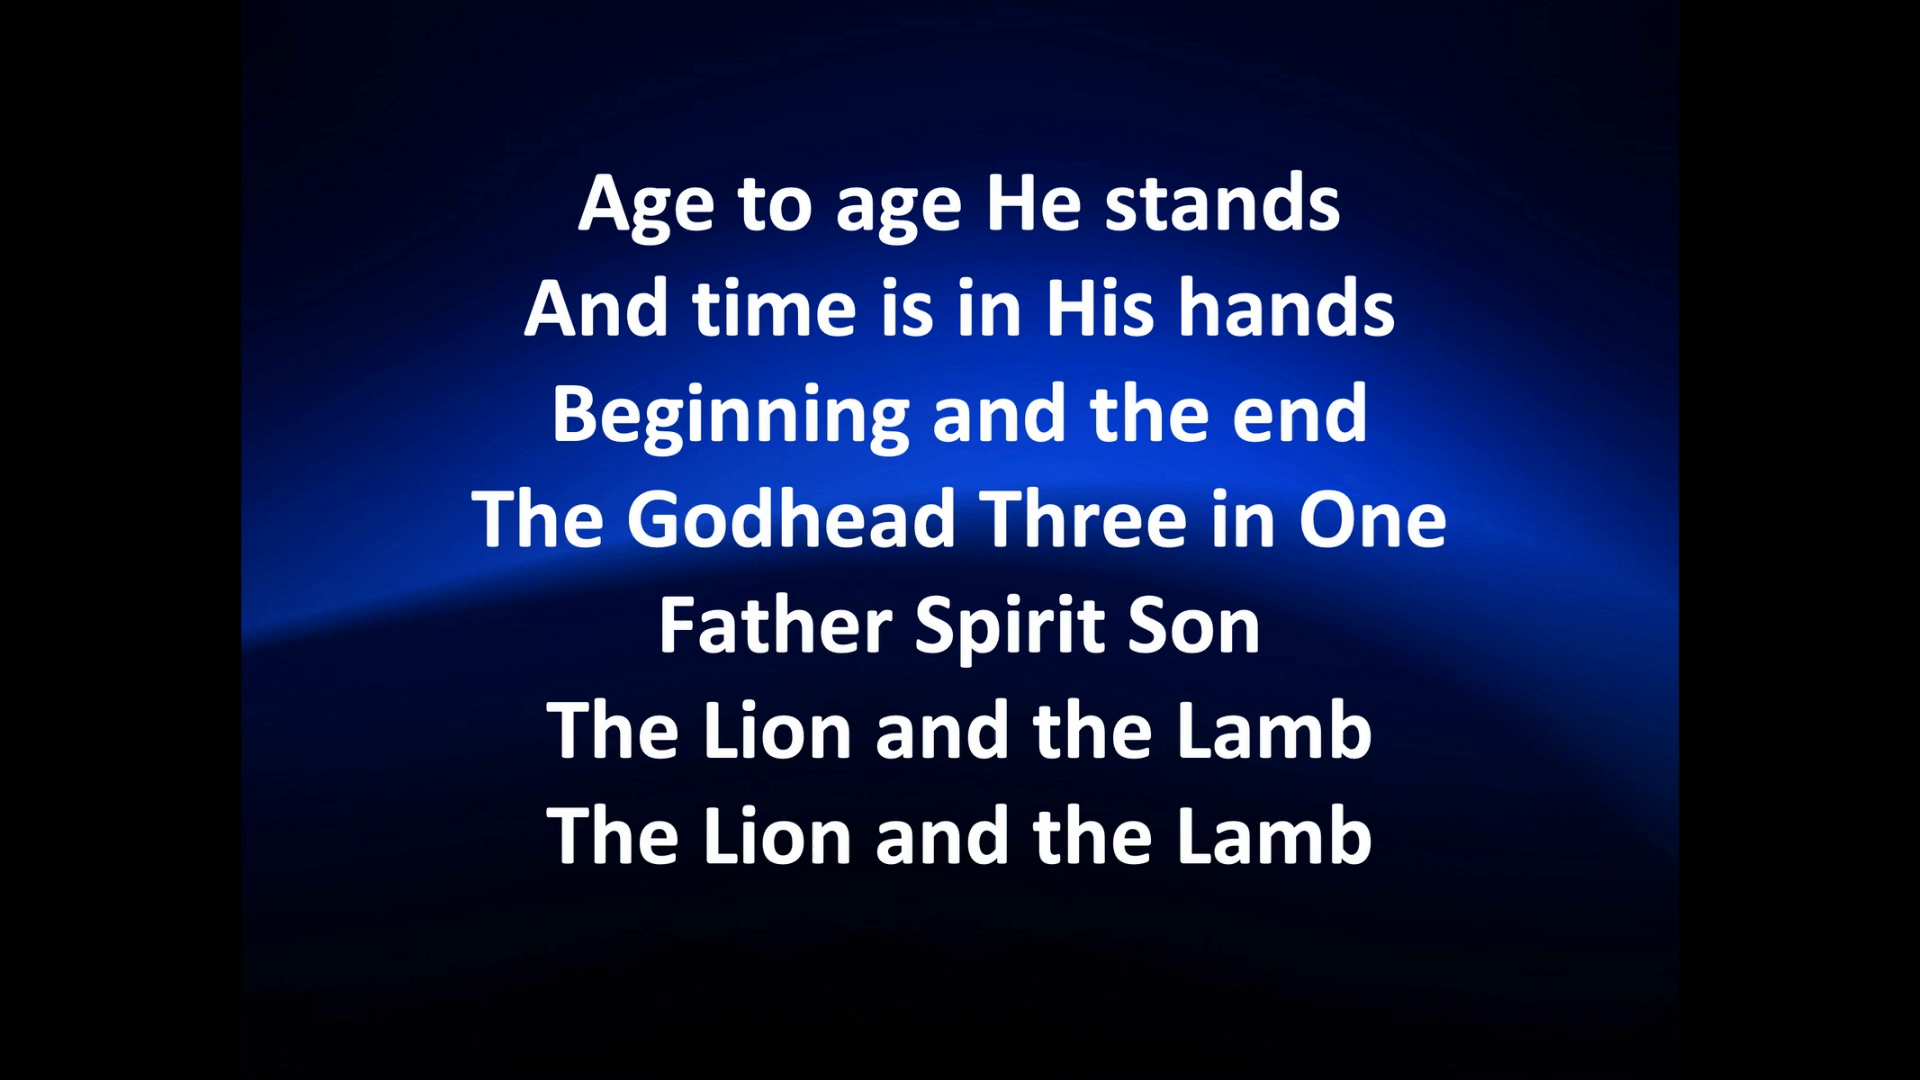 Age to age He stands
And time is in His hands
Beginning and the end
The Godhead Three in One
Father Spirit Son
The Lion and the Lamb
The Lion and the Lamb